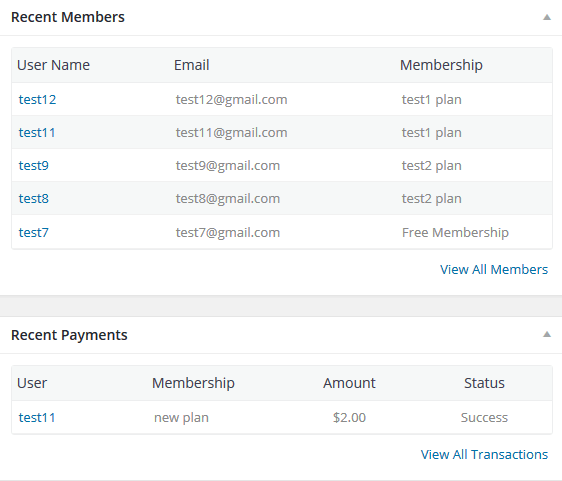 Recent Members
User Name Email Membership
test12 test12@gmail.com test1 plan
test11 test11@gmail.com test1 plan
test9 test9@gmail.com test2 plan
test8 test8@gmail.com test2 plan
test7 test7@gmail.com Free Membership
View All Members
Recent Payments
User Membership Amount Status
test11 new plan $2.00 Success
View All Transactions